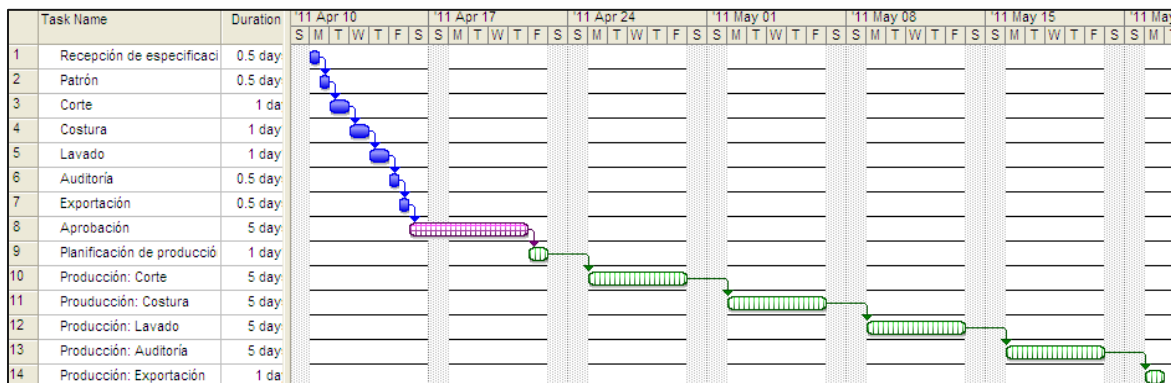 Task Name Duration '11 Apr 10 '11 Apr 17 '11 Apr 24 '11 May 01 '11 May 08 '11 May 15 '11 May
S M T W T F S S M T W T F S S M T W T F S S M T W T F S S M T W T F S S M T W T F S S M
1 Recepción de especificaci 0.5 day
2 Patrón 0.5 day
3 Corte 1 da
4 Costura 1 day
5 Lavado 1 day
6 Auditoría 0.5 day
7 Exportación 0.5 day
8 Aprobación 5 day
9 Planificación de producció 1 day
10 Producción: Corte 5 day
11 Prouducción: Costura 5 day
12 Producción: Lavado 5 day
13 Producción: Auditoría 5 day
14 Producción: Exportación 1 da